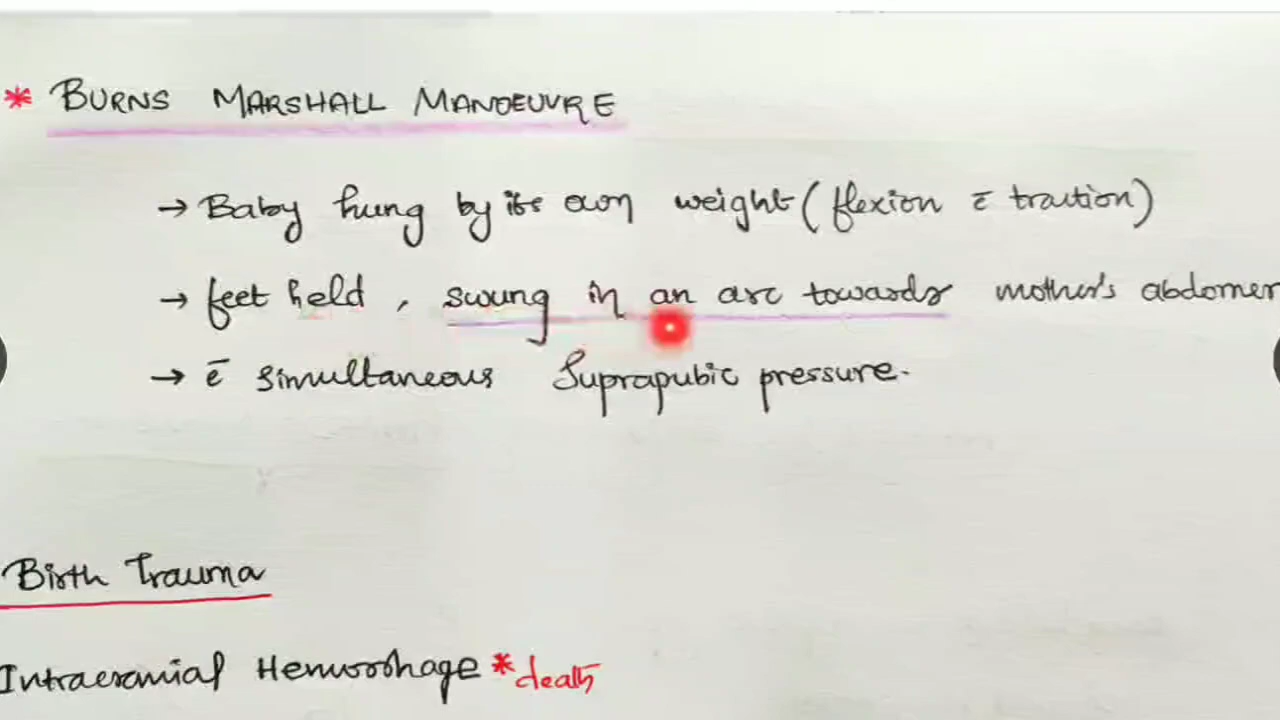 * BURNS MARSHALL MANOEUVRE
→ Baby hung by its own weight (flexion c̄ traction)
→ feet held, swung in an arc towards mother's abdomen
→ c̄ simultaneous Suprapubic pressure.
Birth Trauma
Intracranial Hemorrhage * death